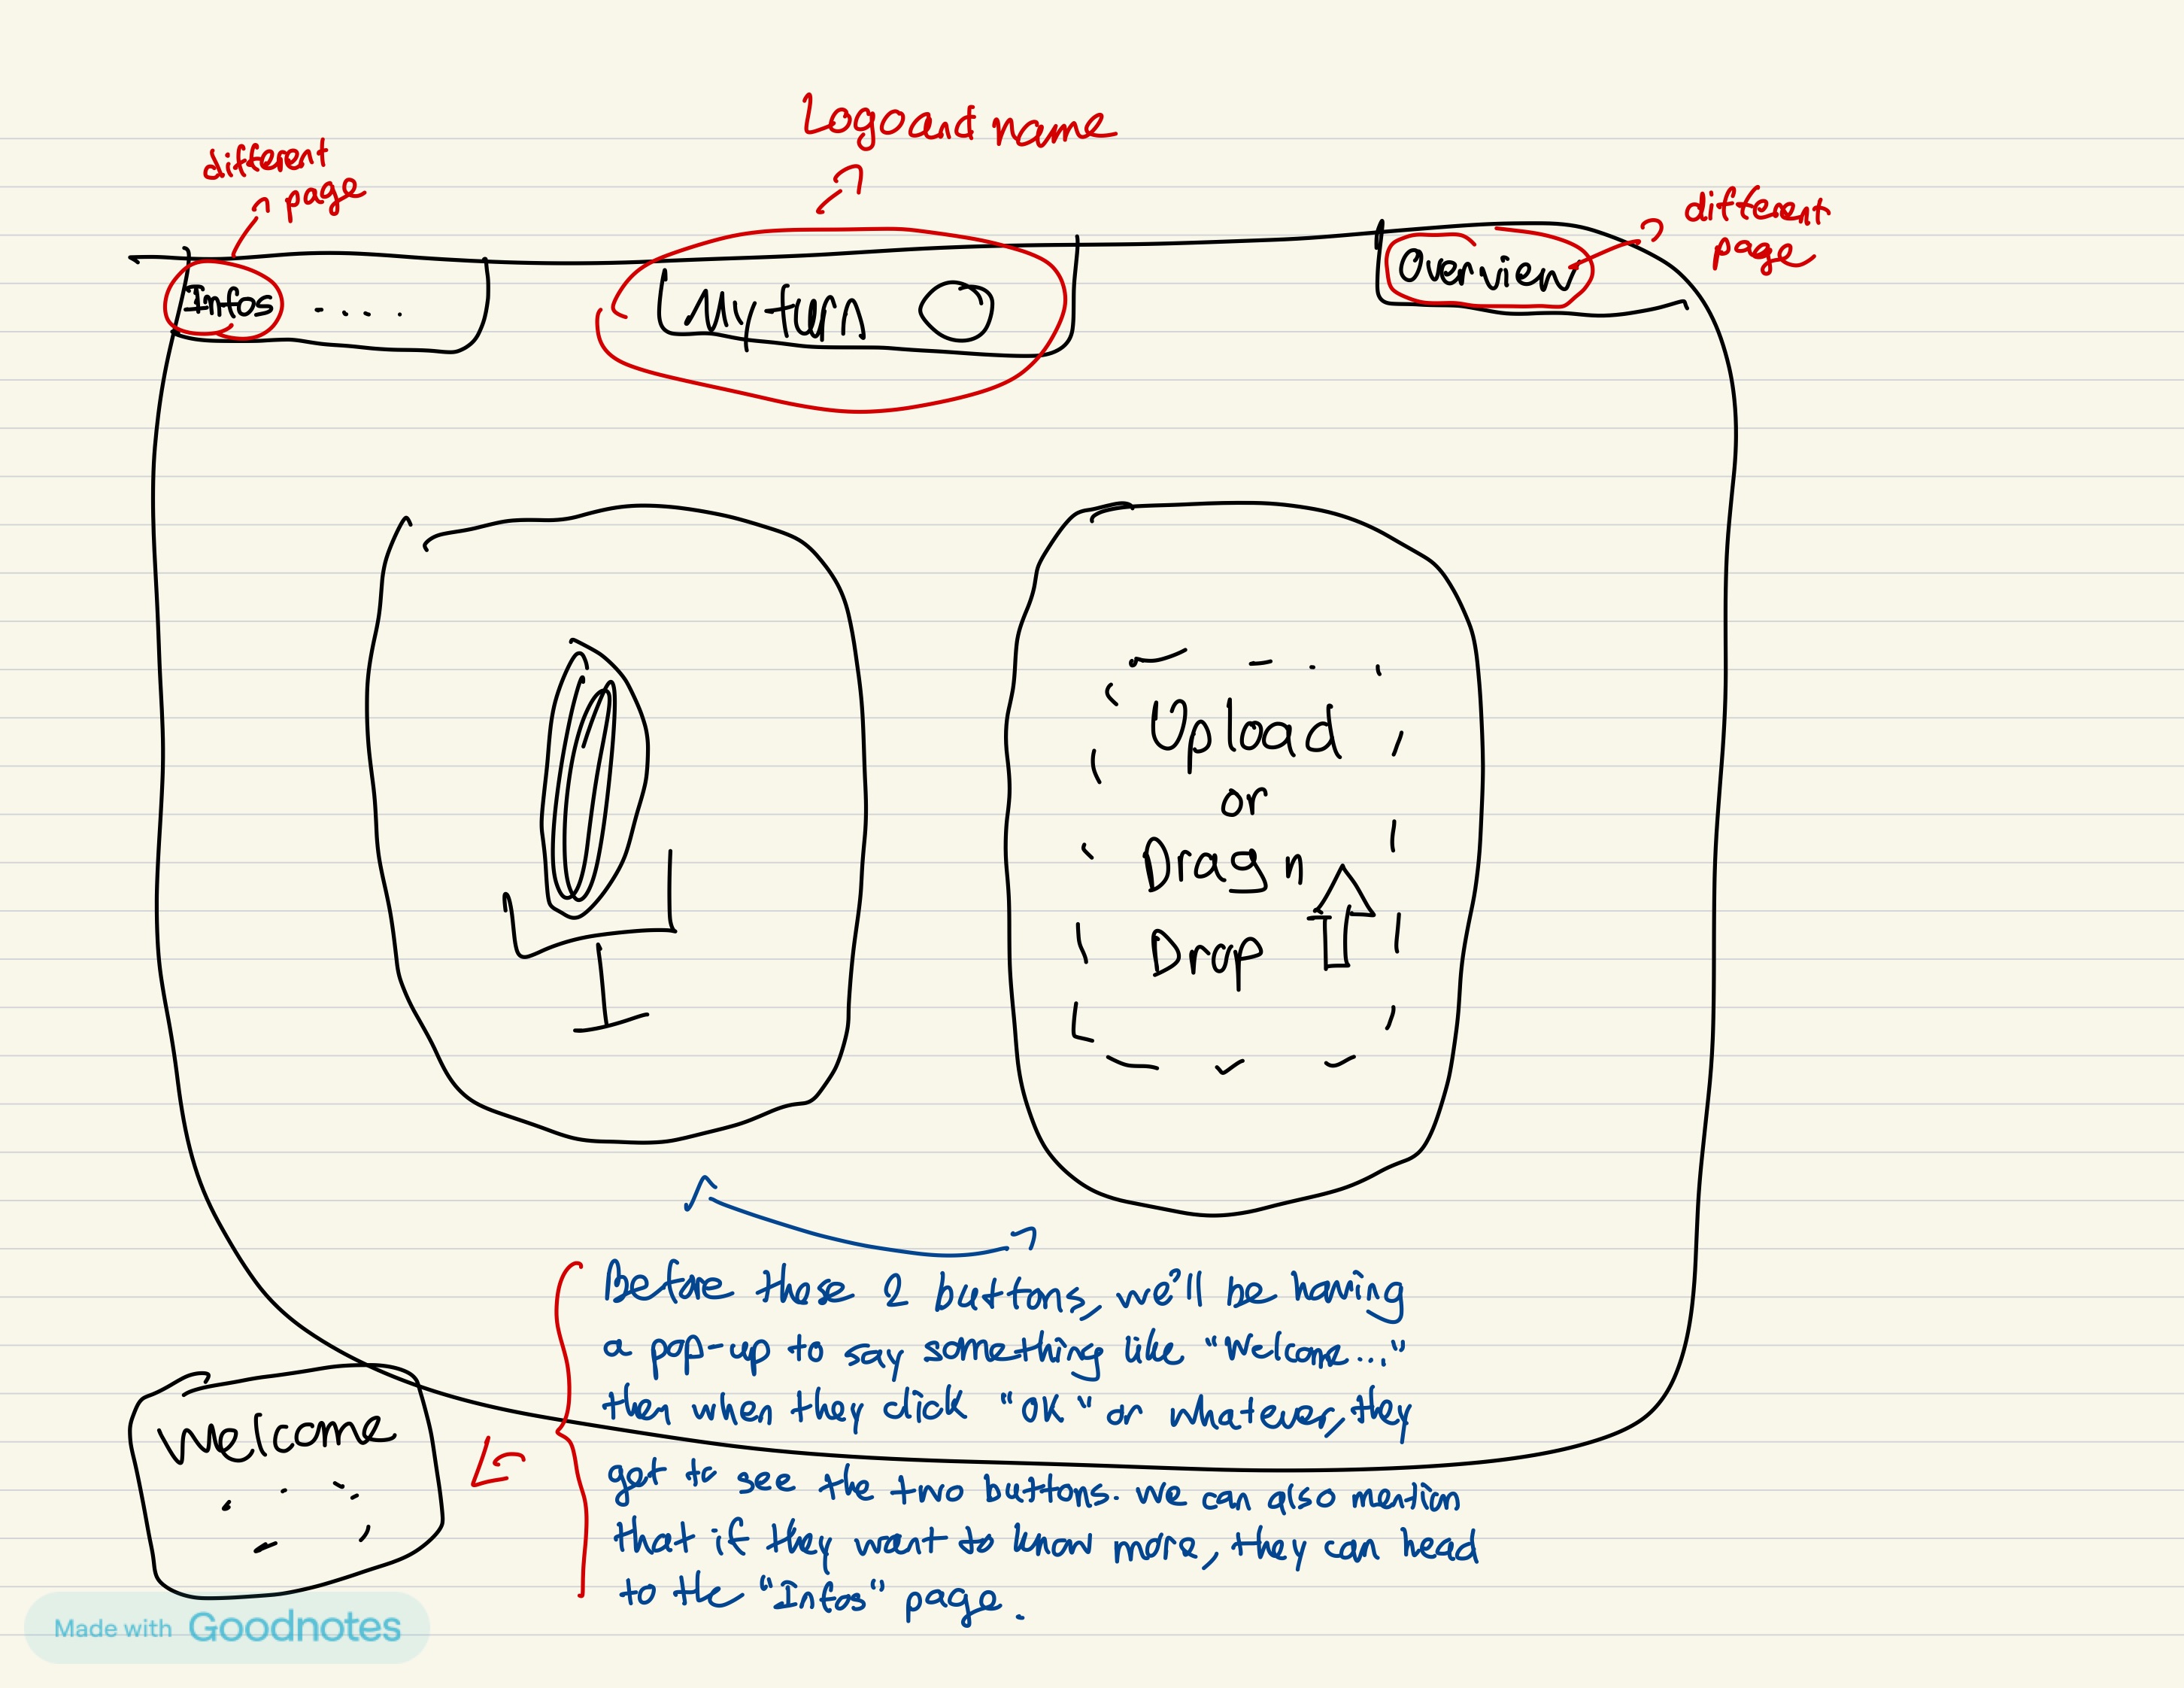 Logo and name
different
page
different
page
Infos ....
Overview
Upload
or
Drag n
Drop
Before those 2 buttons, we'll be having
a pop-up to say something like "Welcome..."
then when they click "OK" or whatever, they
get to see the two buttons. We can also mention
that if they want to know more, they can head
to the "Infos" page.
Welcome
Made with Goodnotes